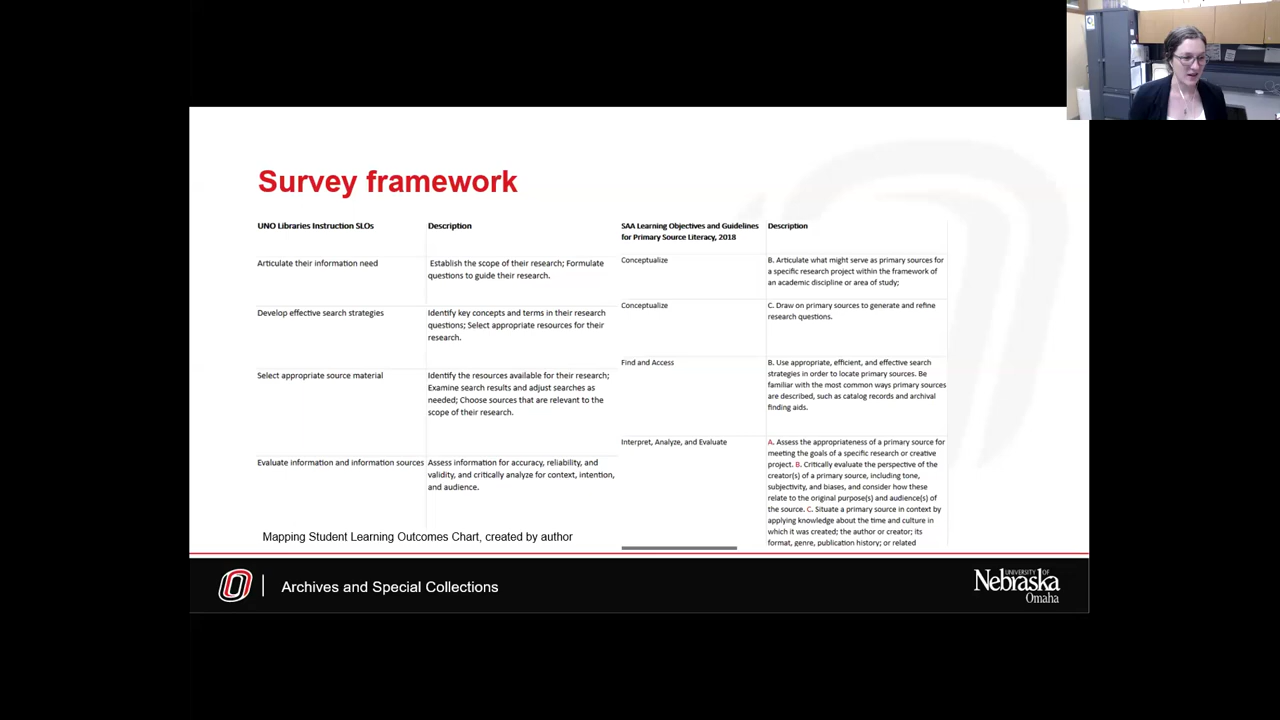 Survey framework
UNO Libraries Instruction SLOs
Description
Articulate their information need
Establish the scope of their research; Formulate
questions to guide their research.
Develop effective search strategies
Identify key concepts and terms in their research
questions; Select appropriate resources for their
research.
Select appropriate source material
Identify the resources available for their research;
Examine search results and adjust searches as
needed; Choose sources that are relevant to the
scope of their research.
Evaluate information and information sources
Assess information for accuracy, reliability, and
validity, and critically analyze for context, intention,
and audience.
SAA Learning Objectives and Guidelines
for Primary Source Literacy, 2018
Description
Conceptualize
B. Articulate what might serve as primary sources for
a specific research project within the framework of
an academic discipline or area of study;
Conceptualize
C. Draw on primary sources to generate and refine
research questions.
Find and Access
B. Use appropriate, efficient, and effective search
strategies in order to locate primary sources. Be
familiar with the most common ways primary sources
are described, such as catalog records and archival
finding aids.
Interpret, Analyze, and Evaluate
A. Assess the appropriateness of a primary source for
meeting the goals of a specific research or creative
project. B. Critically evaluate the perspective of the
creator(s) of a primary source, including tone,
subjectivity, and biases, and consider how these
relate to the original purpose(s) and audience(s) of
the source. C. Situate a primary source in context by
applying knowledge about the time and culture in
which it was created; the author or creator; its
format, genre, publication history; or related
Mapping Student Learning Outcomes Chart, created by author
Archives and Special Collections
UNIVERSITY OF
Nebraska
Omaha